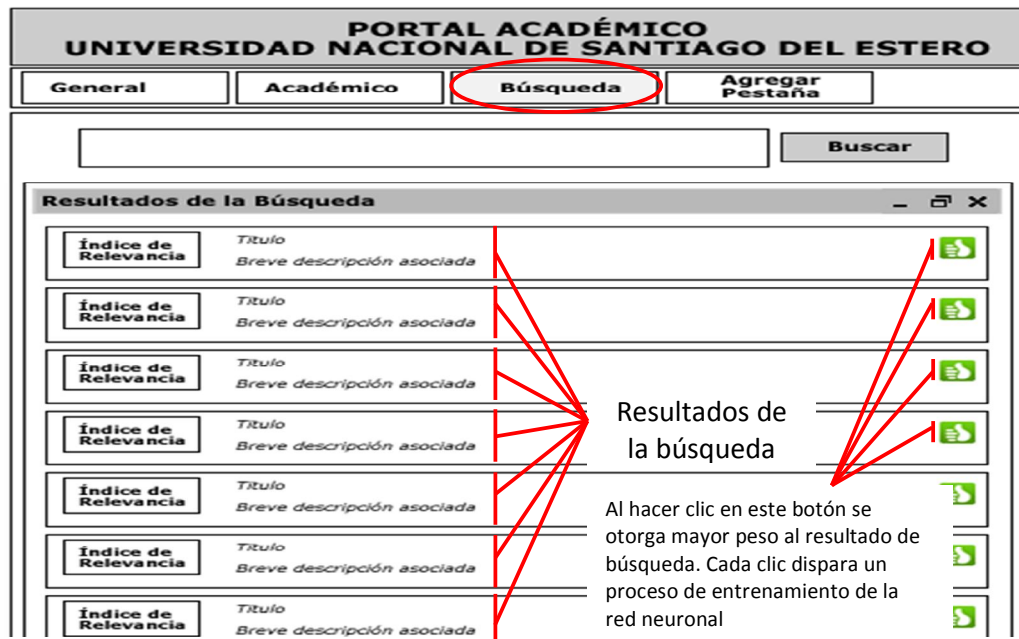 PORTAL ACADÉMICO
UNIVERSIDAD NACIONAL DE SANTIAGO DEL ESTERO
General
Académico
Búsqueda
Agregar
Pestaña
Buscar
Resultados de la Búsqueda
Índice de
Relevancia
Título
Breve descripción asociada
Índice de
Relevancia
Título
Breve descripción asociada
Índice de
Relevancia
Título
Breve descripción asociada
Índice de
Relevancia
Título
Breve descripción asociada
Índice de
Relevancia
Título
Breve descripción asociada
Índice de
Relevancia
Título
Breve descripción asociada
Índice de
Relevancia
Título
Breve descripción asociada
Resultados de
la búsqueda
Al hacer clic en este botón se
otorga mayor peso al resultado de
búsqueda. Cada clic dispara un
proceso de entrenamiento de la
red neuronal